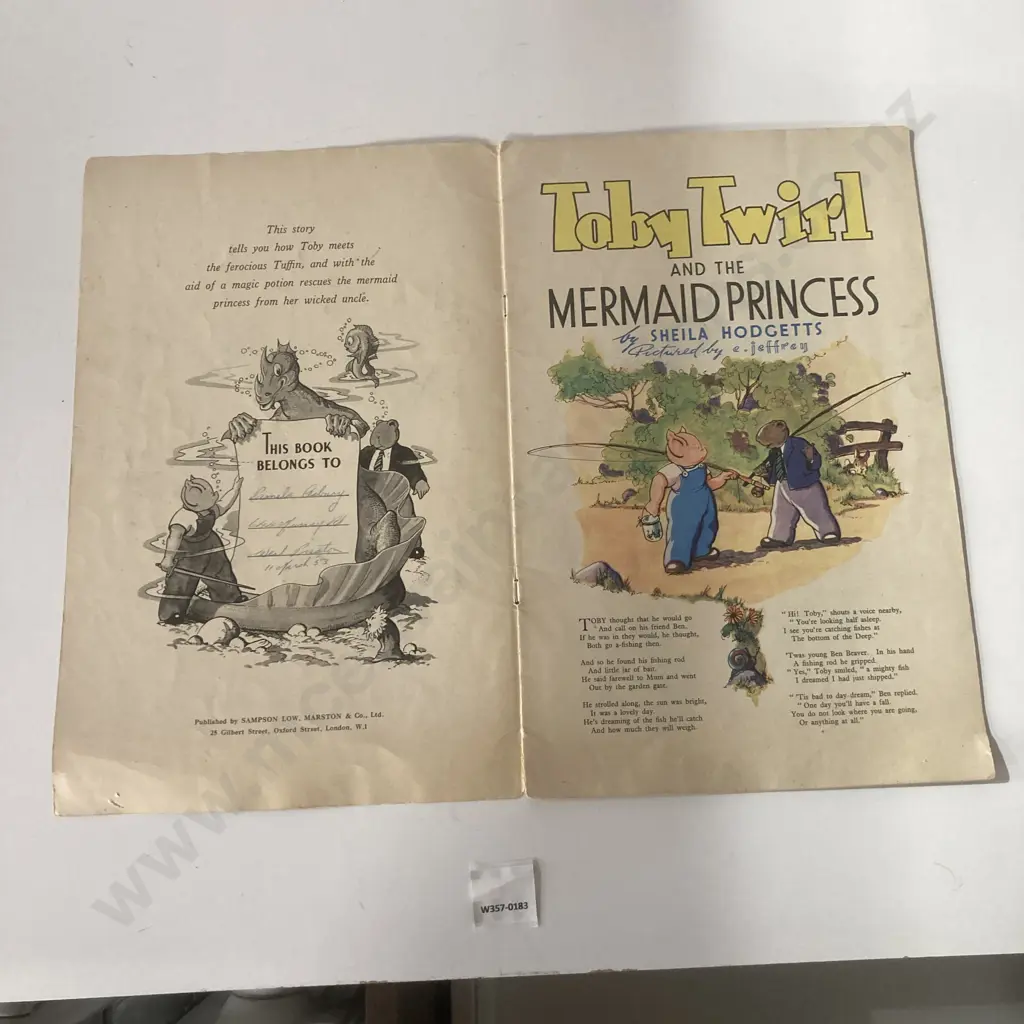 This story
tells you how Toby meets
the ferocious Tuffin, and with the
aid of a magic potion rescues the mermaid
princess from her wicked uncle.
THIS BOOK
BELONGS TO
11 April 53
Published by SAMPSON LOW, MARSTON & Co., Ltd.
25 Gilbert Street, Oxford Street, London, W.1
Toby Twirl
AND THE
MERMAID PRINCESS
by SHEILA HODGETTS
Pictured by e. jeffrey
TOBY thought that he would go
And call on his friend Ben,
If he was in they would, he thought,
Both go a-fishing then.
And so he found his fishing rod
And little jar of bait.
He said farewell to Mum and went
Out by the garden gate.
He strolled along, the sun was bright,
It was a lovely day.
He's dreaming of the fish he'll catch
And how much they will weigh.
"Hi! Toby," shouts a voice nearby,
"You're looking half asleep.
I see you're catching fishes at
The bottom of the Deep."
'Twas young Ben Beaver. In his hand
A fishing rod he gripped.
"Yes," Toby smiled, "a mighty fish
I dreamed I had just shipped."
"'Tis bad to day-dream," Ben replied.
"One day you'll have a fall.
You do not look where you are going,
Or anything at all."
W357-0183